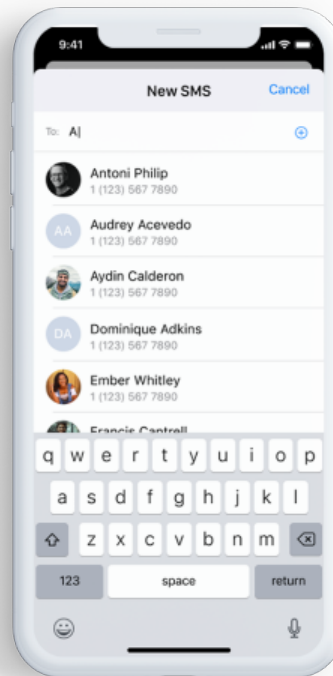 9:41
New SMS Cancel
To: A
Antoni Philip
1 (123) 567 7890
AA
Audrey Acevedo
1 (123) 567 7890
Aydin Calderon
1 (123) 567 7890
DA
Dominique Adkins
1 (123) 567 7890
Ember Whitley
1 (123) 567 7890
Francis Cantrell
q w e r t y u i o p
a s d f g h j k l
z x c v b n m
123 space return